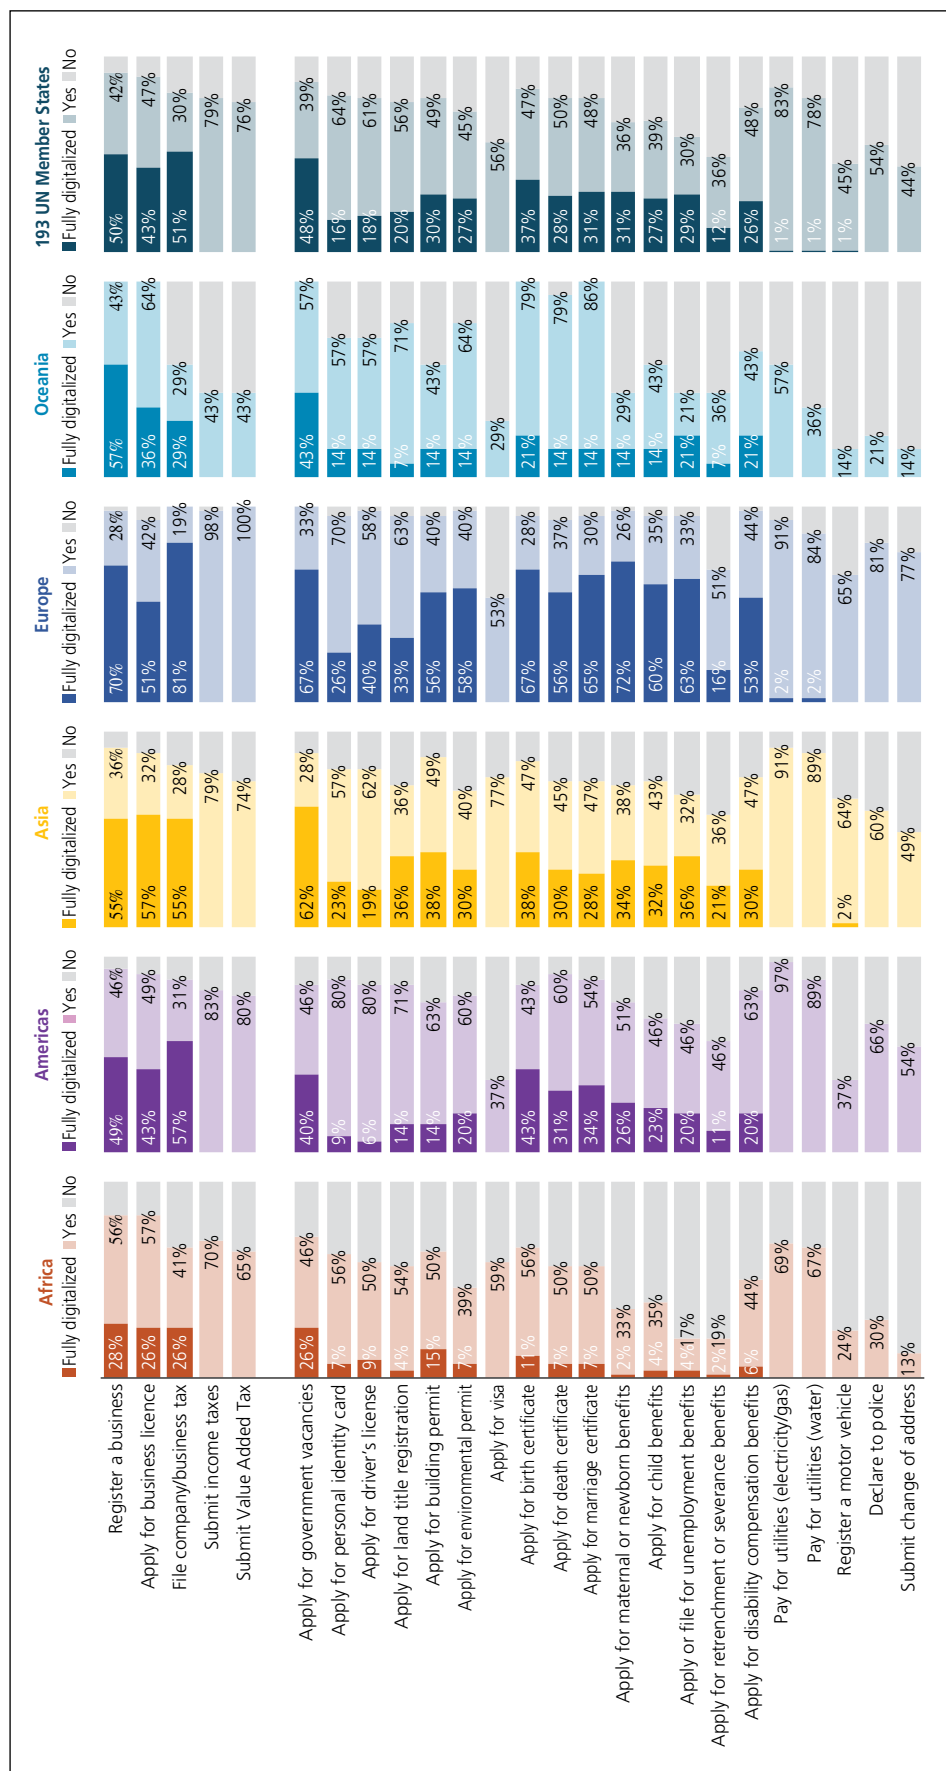 Africa Americas Asia Europe Oceania 193 UN Member States
Fully digitalized Yes No Fully digitalized Yes No Fully digitalized Yes No Fully digitalized Yes No Fully digitalized Yes No Fully digitalized Yes No
Register a business 28% 56% 49% 46% 55% 36% 70% 28% 57% 43% 50% 42%
Apply for business licence 26% 57% 43% 49% 57% 32% 51% 42% 36% 64% 43% 47%
File company/business tax 26% 41% 57% 31% 55% 28% 81% 19% 29% 29% 51% 30%
Submit income taxes 70% 83% 79% 98% 43% 79%
Submit Value Added Tax 65% 80% 74% 100% 43% 76%
Apply for government vacancies 26% 46% 40% 46% 62% 28% 67% 33% 43% 57% 48% 39%
Apply for personal identity card 7% 56% 9% 80% 23% 57% 26% 70% 14% 57% 16% 64%
Apply for driver's license 9% 50% 6% 80% 19% 62% 40% 58% 14% 57% 18% 61%
Apply for land title registration 4% 54% 14% 71% 36% 36% 33% 63% 7% 71% 20% 56%
Apply for building permit 15% 50% 14% 63% 38% 49% 56% 40% 14% 43% 30% 49%
Apply for environmental permit 7% 39% 20% 60% 30% 40% 58% 40% 14% 64% 27% 45%
Apply for visa 59% 37% 77% 53% 29% 56%
Apply for birth certificate 11% 56% 43% 43% 38% 47% 67% 28% 21% 79% 37% 47%
Apply for death certificate 7% 50% 31% 60% 30% 45% 56% 37% 14% 79% 28% 50%
Apply for marriage certificate 7% 50% 34% 54% 28% 47% 65% 30% 14% 86% 31% 48%
Apply for maternal or newborn benefits 2% 33% 26% 51% 34% 38% 72% 26% 14% 29% 31% 36%
Apply for child benefits 4% 35% 23% 46% 32% 43% 60% 35% 14% 43% 27% 39%
Apply or file for unemployment benefits 4% 17% 20% 46% 36% 32% 63% 33% 21% 21% 29% 30%
Apply for retrenchment or severance benefits 2% 19% 11% 46% 21% 36% 16% 51% 7% 36% 12% 36%
Apply for disability compensation benefits 6% 44% 20% 63% 30% 47% 53% 44% 21% 43% 26% 48%
Pay for utilities (electricity/gas) 69% 97% 91% 2% 91% 57% 1% 83%
Pay for utilities (water) 67% 89% 89% 2% 84% 36% 1% 78%
Register a motor vehicle 24% 37% 2% 64% 65% 14% 1% 45%
Declare to police 30% 66% 60% 81% 21% 54%
Submit change of address 13% 54% 49% 77% 14% 44%